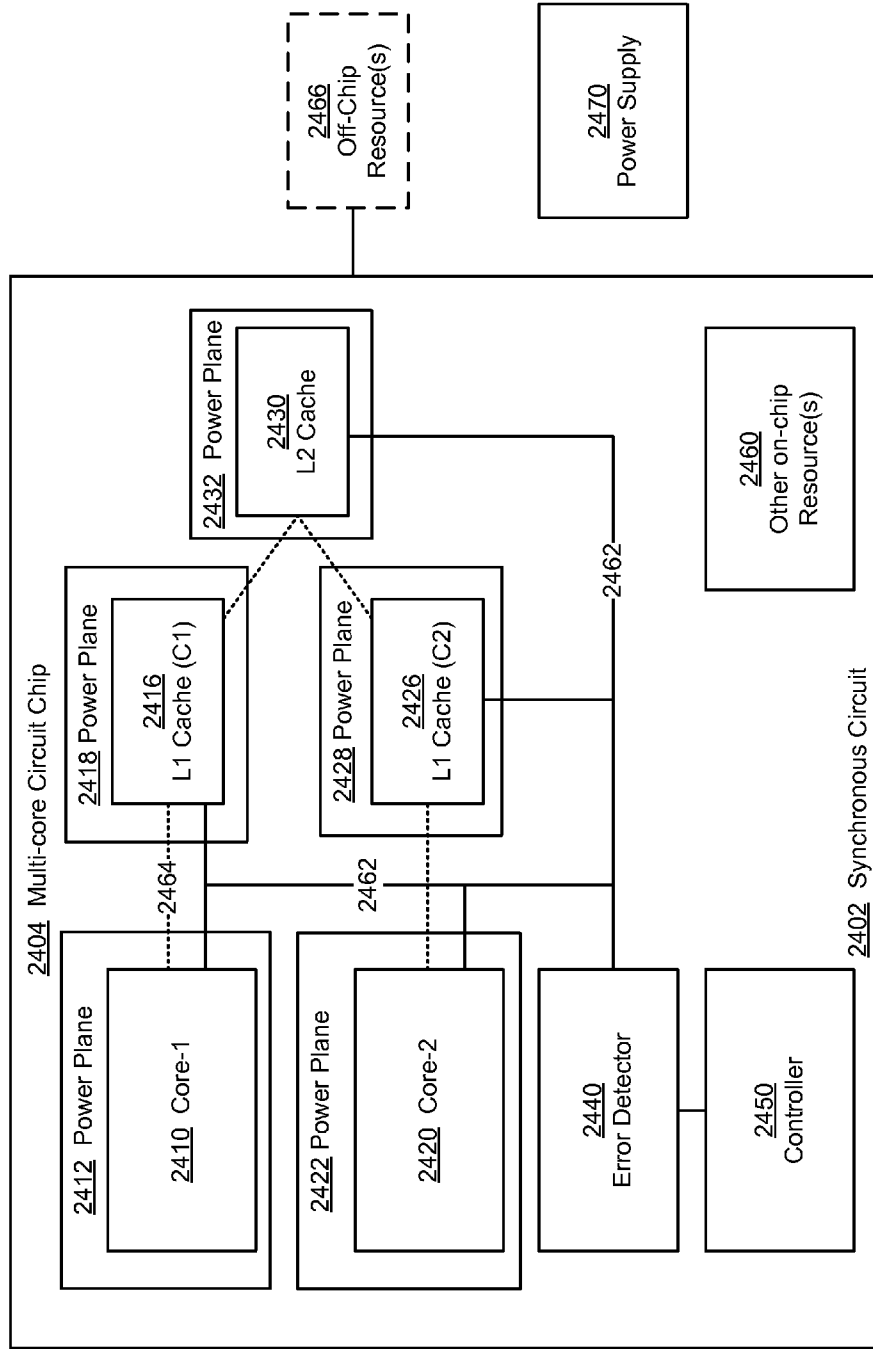 2404 Multi-core Circuit Chip
2412 Power Plane
2410 Core-1
2464
2418 Power Plane
2416
L1 Cache (C1)
2432 Power Plane
2430
L2 Cache
2466
Off-Chip
Resource(s)
2462
2422 Power Plane
2420 Core-2
2428 Power Plane
2426
L1 Cache (C2)
2462
2470
Power Supply
2440
Error Detector
2450
Controller
2460
Other on-chip
Resource(s)
2402 Synchronous Circuit